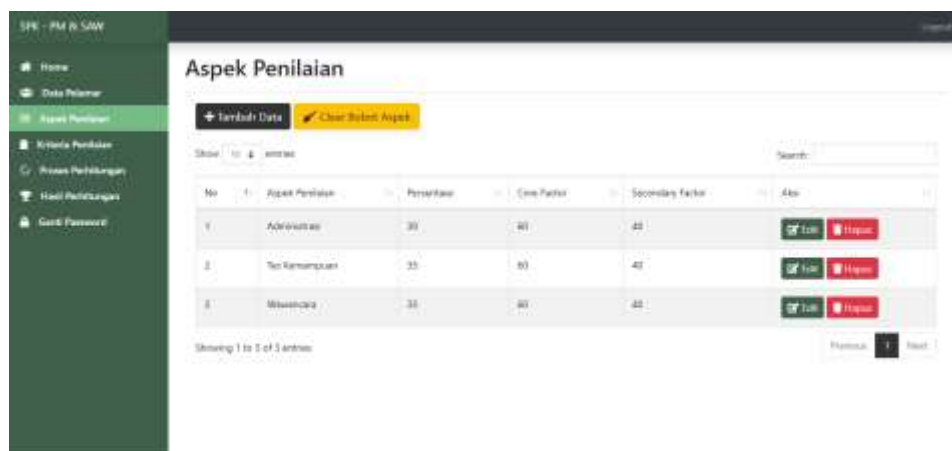 SPK - PM & SAW
Logout
Home
Data Pelamar
Aspek Penilaian
Kriteria Penilaian
Proses Perhitungan
Hasil Perhitungan
Ganti Password
Aspek Penilaian
Tambah Data Clear Bobot Aspek
Show 10 entries Search:
No Aspek Penilaian Persentase Core Factor Secondary Factor Aksi
1 Administrasi 60 40 Edit Hapus
2 Tes Kemampuan 35 60 40 Edit Hapus
3 Wawancara 60 40 Edit Hapus
Showing 1 to 3 of 3 entries Previous 1 Next